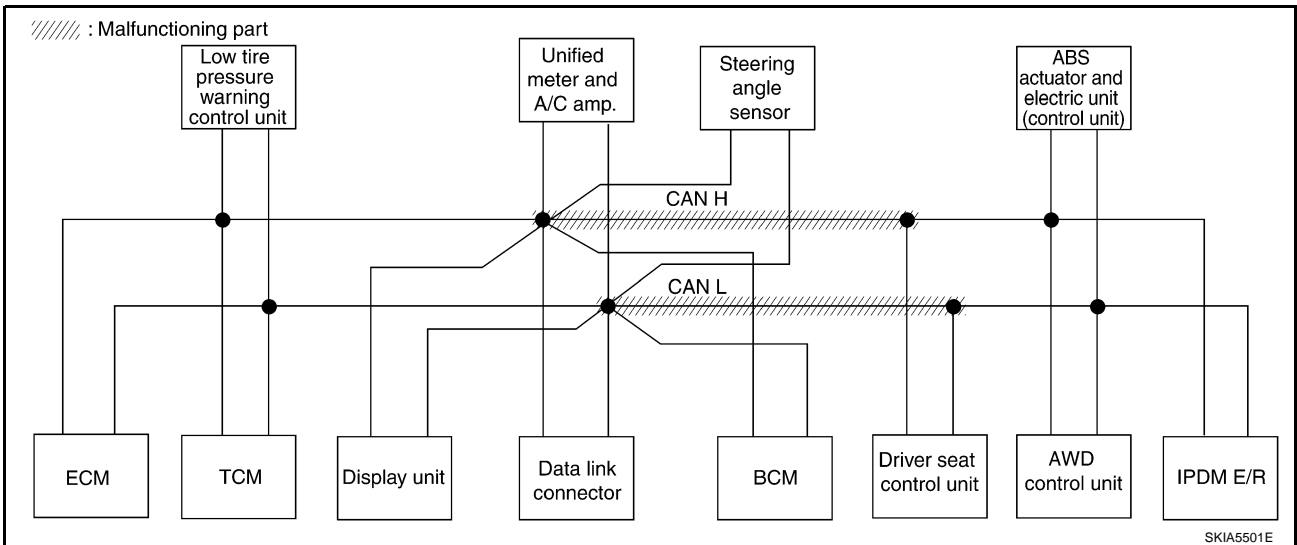 : Malfunctioning part
Low tire
pressure
warning
control unit
Unified
meter and
A/C amp.
Steering
angle
sensor
ABS
actuator and
electric unit
(control unit)
CAN H
CAN L
ECM
TCM
Display unit
Data link
connector
BCM
Driver seat
control unit
AWD
control unit
IPDM E/R
SKIA5501E